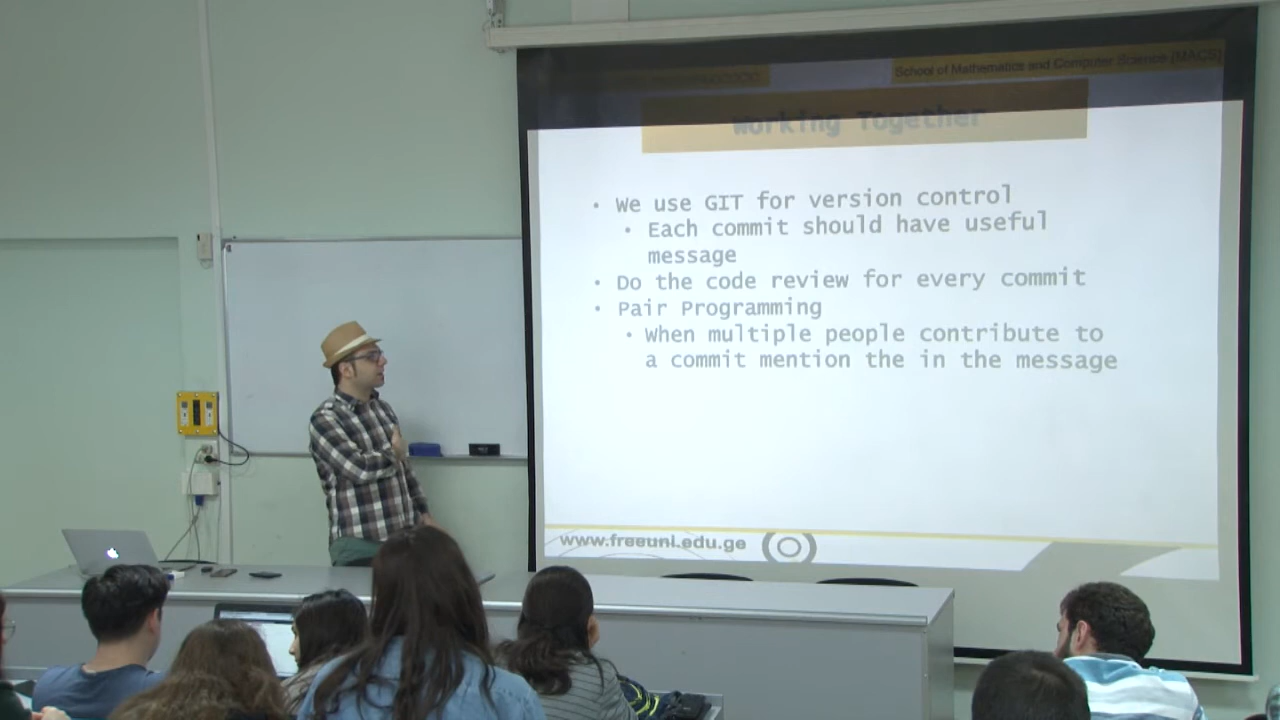 School of Mathematics and Computer Science [MACS]
Working Together
• We use GIT for version control
• Each commit should have useful
message
• Do the code review for every commit
• Pair Programming
• When multiple people contribute to
a commit mention the in the message
www.freeuni.edu.ge